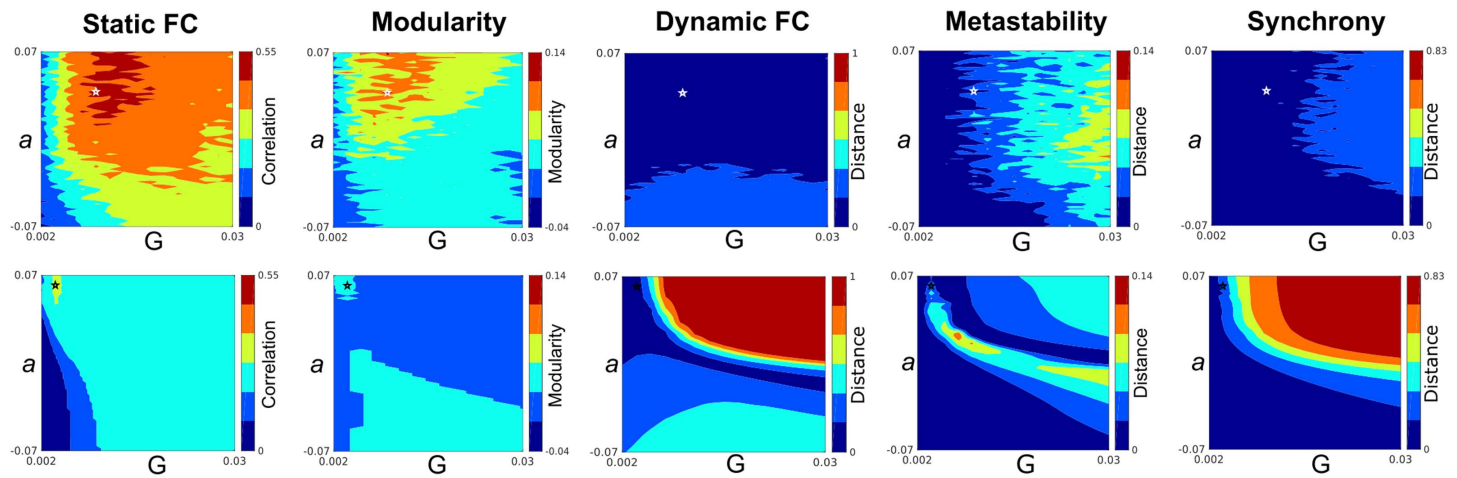 Static FC Modularity Dynamic FC Metastability Synchrony
0.07 0.55 0.07 0.14 0.07 1 0.07 0.14 0.07 0.83
a Correlation a Modularity a Distance a Distance a Distance
-0.07 0 -0.07 -0.04 -0.07 0 -0.07 0 -0.07 0
0.002 G 0.03 0.002 G 0.03 0.002 G 0.03 0.002 G 0.03 0.002 G 0.03
0.07 0.55 0.07 0.14 0.07 1 0.07 0.14 0.07 0.83
a Correlation a Modularity a Distance a Distance a Distance
-0.07 0 -0.07 -0.04 -0.07 0 -0.07 0 -0.07 0
0.002 G 0.03 0.002 G 0.03 0.002 G 0.03 0.002 G 0.03 0.002 G 0.03